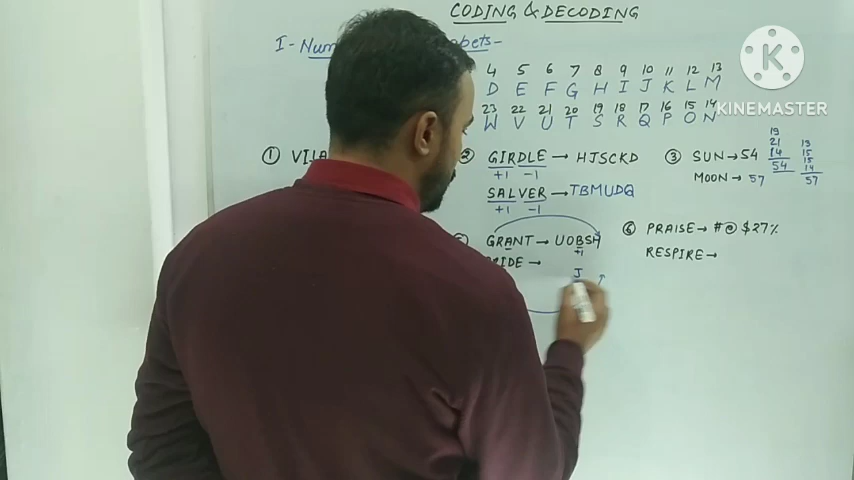 CODING & DECODING
I- Num bets-
4 5 6 7 8 9 10 11 12 13
D E F G H I J K L M
23 22 21 20 19 18 17 16 15 14
W V U T S R Q P O N
KINEMASTER
① VILA
② GIRDLE → HJSCKD
+1 -1
SALVER → TBMUDQ
+1 -1
③ SUN → 54
19
21
14
54
MOON → 57
13
15
15
14
57
GRANT → UOBSH
+1
RIDE →
J
⑥ PRAISE → #@$27%
RESPIRE →